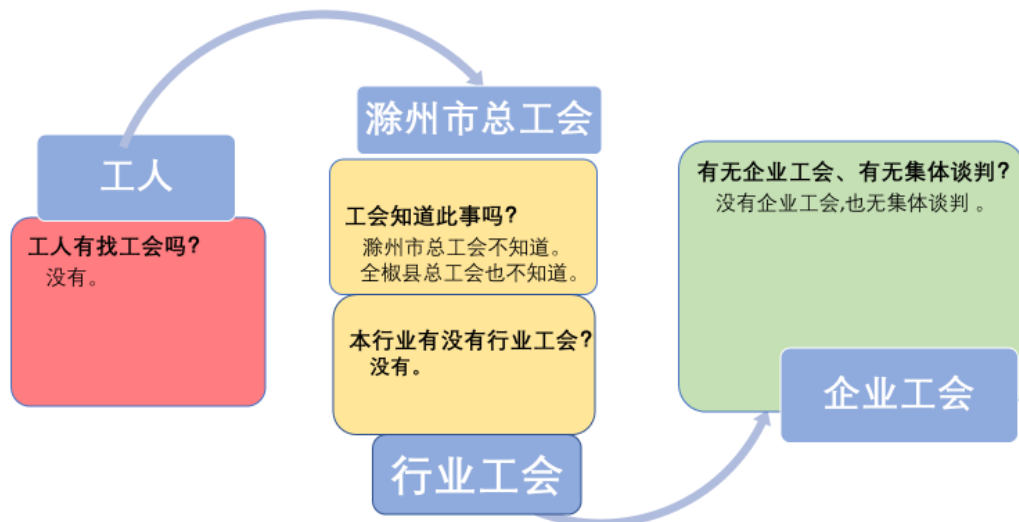 工人
工人有找工会吗?
没有。
滁州市总工会
工会知道此事吗?
滁州市总工会不知道。
全椒县总工会也不知道。
本行业有没有行业工会?
没有。
行业工会
有无企业工会、有无集体谈判?
没有企业工会,也无集体谈判 。
企业工会